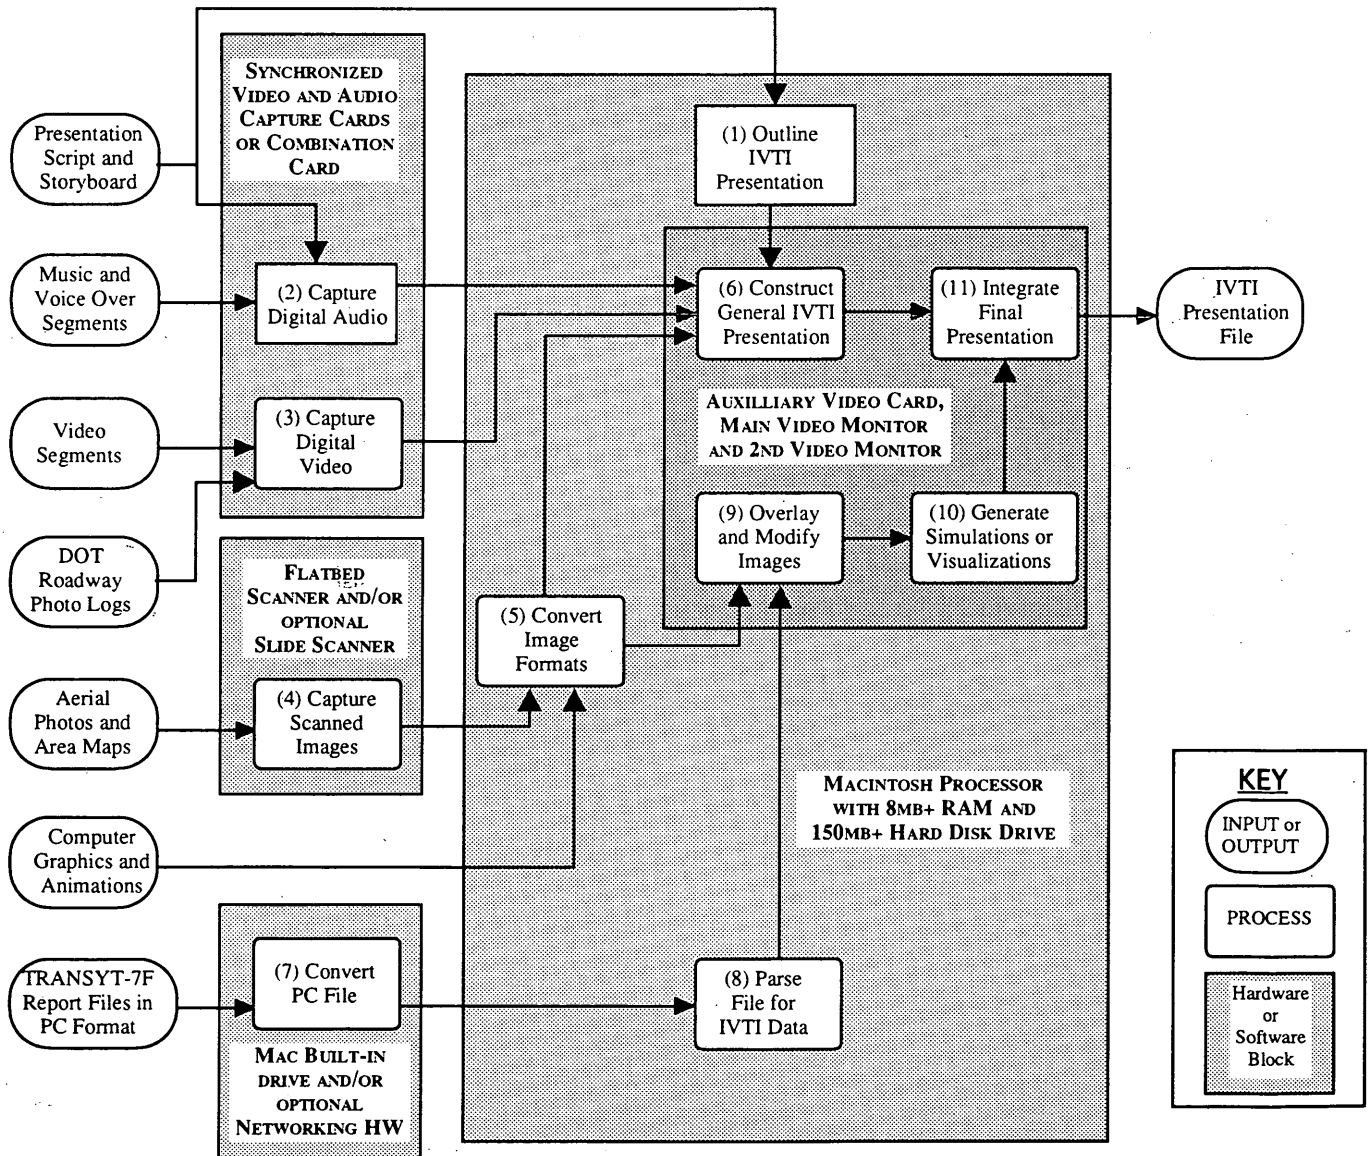 SYNCHRONIZED
VIDEO AND AUDIO
CAPTURE CARDS
OR COMBINATION
CARD
Presentation
Script and
Storyboard
(1) Outline
IVTI
Presentation
Music and
Voice Over
Segments
(2) Capture
Digital Audio
(6) Construct
General IVTI
Presentation
(11) Integrate
Final
Presentation
IVTI
Presentation
File
Video
Segments
(3) Capture
Digital
Video
AUXILLIARY VIDEO CARD,
MAIN VIDEO MONITOR
AND 2ND VIDEO MONITOR
DOT
Roadway
Photo Logs
FLATBED
SCANNER AND/OR
OPTIONAL
SLIDE SCANNER
(9) Overlay
and Modify
Images
(10) Generate
Simulations or
Visualizations
(5) Convert
Image
Formats
Aerial
Photos and
Area Maps
(4) Capture
Scanned
Images
MACINTOSH PROCESSOR
WITH 8MB+ RAM AND
150MB+ HARD DISK DRIVE
Computer
Graphics and
Animations
TRANSYT-7F
Report Files in
PC Format
(7) Convert
PC File
(8) Parse
File for
IVTI Data
MAC BUILT-IN
DRIVE AND/OR
OPTIONAL
NETWORKING HW
KEY
INPUT or
OUTPUT
PROCESS
Hardware
or
Software
Block